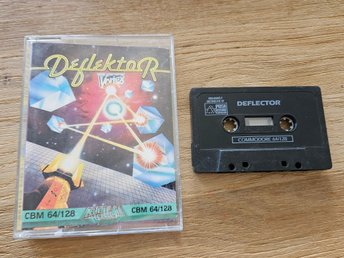 DeflektoR
VORTEX
CBM 64/128
CBM 64/128
DEFLECTOR
COMMODORE 64/128